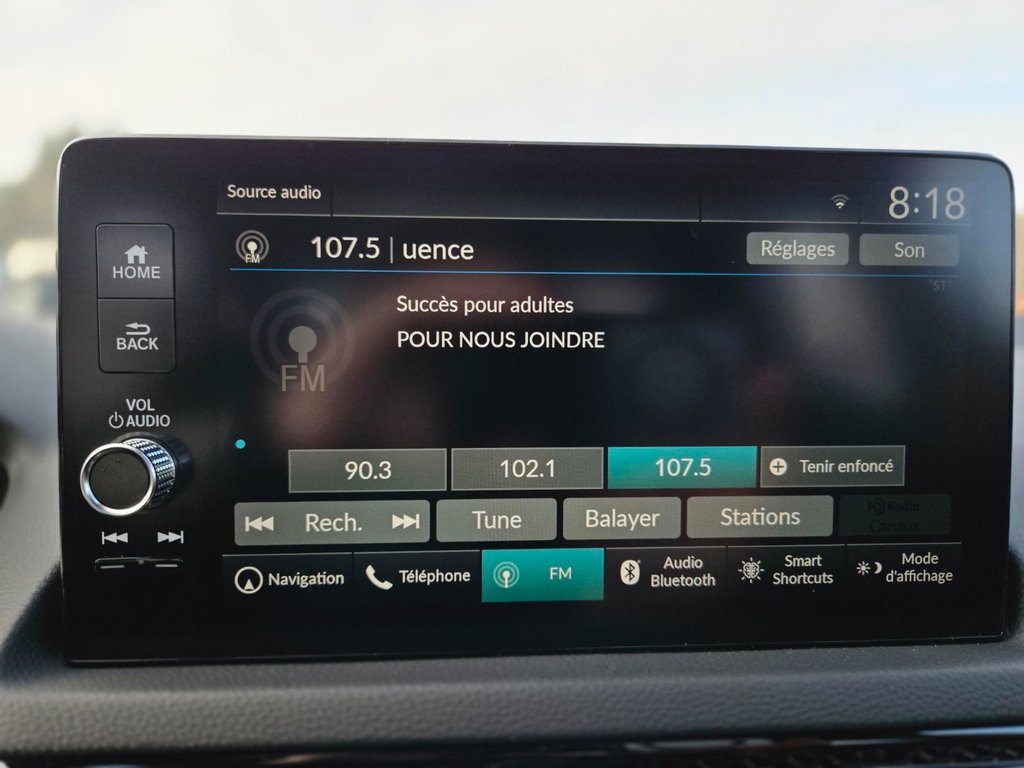 Source audio
8:18
HOME
BACK
VOL
AUDIO
FM
107.5 | uence
Réglages
Son
ST
FM
Succès pour adultes
POUR NOUS JOINDRE
90.3
102.1
107.5
Tenir enfoncé
Rech.
Tune
Balayer
Stations
HD Radio
Canaux
Navigation
Téléphone
FM
Audio
Bluetooth
Smart
Shortcuts
Mode
d'affichage